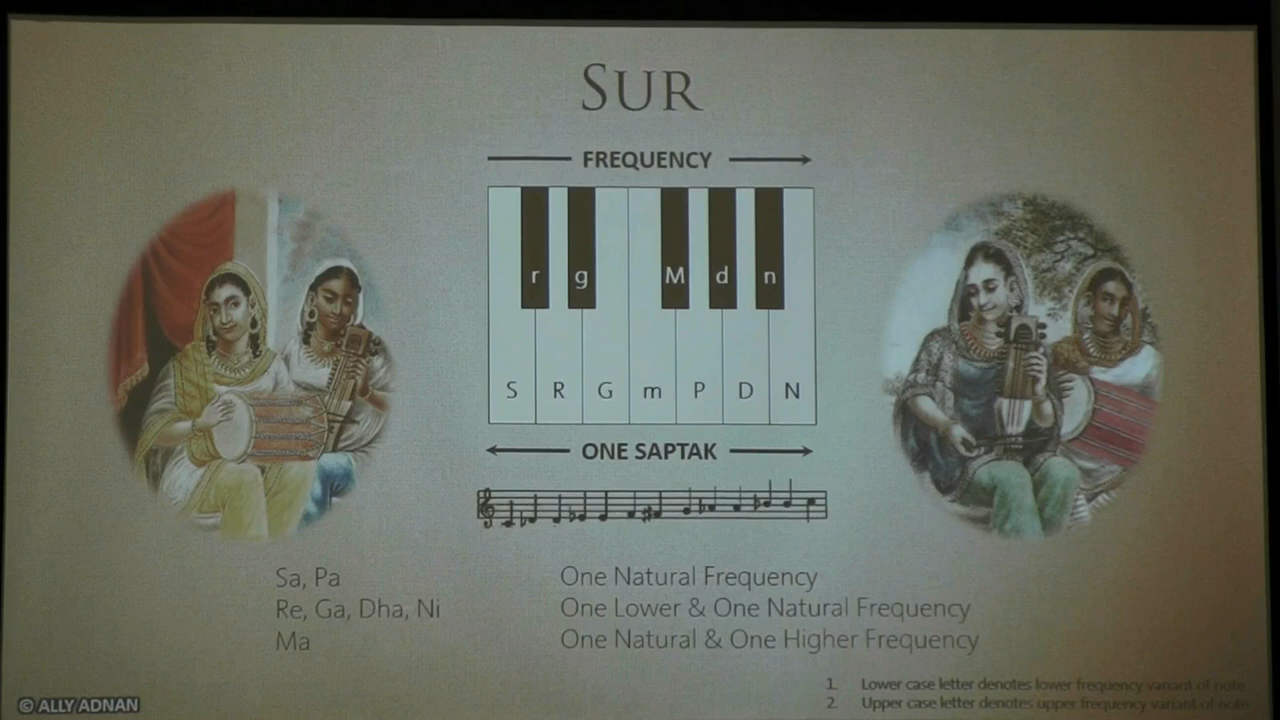 SUR
FREQUENCY
r g M d n
S R G m P D N
ONE SAPTAK
Sa, Pa One Natural Frequency
Re, Ga, Dha, Ni One Lower & One Natural Frequency
Ma One Natural & One Higher Frequency
1. Lower case letter denotes lower frequency variant of note
2. Upper case letter denotes upper frequency variant of note
© ALLY ADNAN